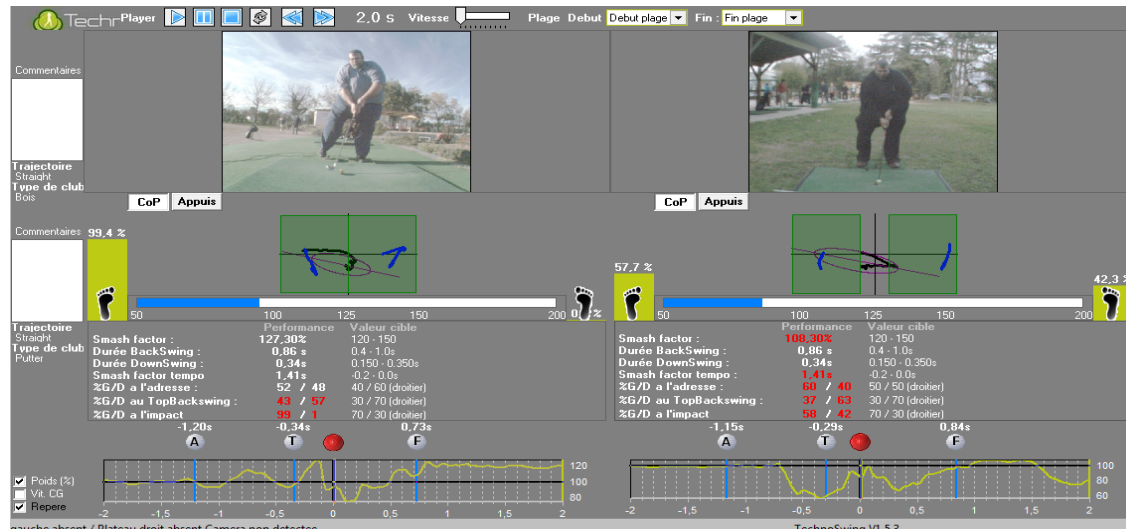 Techn Player 2,0 s Vitesse Plage Debut Debut plage Fin : Fin plage
Commentaires
Trajectoire
Straight
Type de club
Bois
CoP Appuis
CoP Appuis
Commentaires 99,4 %
57,7 %
42,3 %
50 100 125 150 200
50 100 125 150 200
Trajectoire
Straight
Type de club
Putter
Performance Valeur cible
Smash factor : 127,30% 120 - 150
Durée BackSwing : 0,86 s 0.4 - 1.0s
Durée DownSwing : 0,34s 0.150 - 0.350s
Smash factor tempo 1,41s -0.2 - 0.0s
%G/D a l'adresse : 52 / 48 40 / 60 (droitier)
%G/D au TopBackswing : 43 / 57 30 / 70 (droitier)
%G/D a l'impact 99 / 1 70 / 30 (droitier)
Performance Valeur cible
Smash factor : 108,30% 120 - 150
Durée BackSwing : 0,86 s 0.4 - 1.0s
Durée DownSwing : 0,34s 0.150 - 0.350s
Smash factor tempo : 1,41s -0.2 - 0.0s
%G/D a l'adresse : 60 / 40 50 / 50 (droitier)
%G/D au TopBackswing : 37 / 63 30 / 70 (droitier)
%G/D a l'impact 58 / 42 70 / 30 (droitier)
-1,20s -0,34s 0,73s
A T F
-1,15s -0,29s 0,84s
A T F
120
100
80
-2 -1,5 -1 -0,5 0 0,5 1 1,5 2
100
80
60
-2 -1,5 -1 -0,5 0 0,5 1 1,5 2
Poids (%)
Vit. CG
Repere
gauche absent / Plateau droit absent Camera non detectee
TechnoSwing V1.5.3